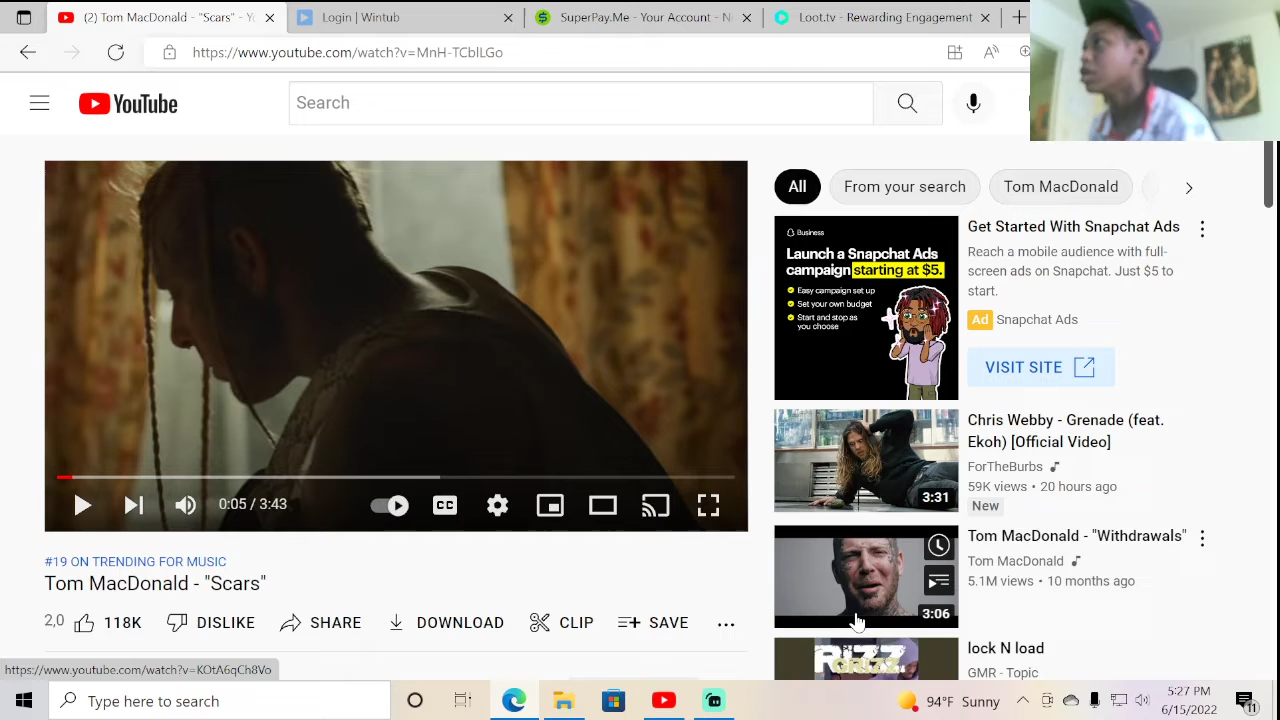 Tom MacDonald - "Scars" - Y
Login | Wintub
SuperPay.Me - Your Account - N
Loot.tv - Rewarding Engagem
https://www.youtube.com/watch?v=MnH-TCblLGo
YouTube
Search
All
From your search
Tom MacDonald
Business
Launch a Snapchat Ads
campaign starting at $5.
Easy campaign set up
Set your own budget
Start and stop as
you choose
Get Started With Snapchat Ads
Reach a mobile audience with full-
screen ads on Snapchat. Just $5 to
start.
Ad Snapchat Ads
VISIT SITE
Chris Webby - Grenade (feat.
Ekoh) [Official Video]
ForTheBurbs
59K views • 20 hours ago
New
3:31
Tom MacDonald - "Withdrawals"
Tom MacDonald
5.1M views • 10 months ago
3:06
lock N load
GMR - Topic
RIZZ
GRIZZ
0:05 / 3:43
CC
#19 ON TRENDING FOR MUSIC
Tom MacDonald - "Scars"
2,0
118K
DISLIKE
SHARE
DOWNLOAD
CLIP
SAVE
https://www.youtube.com/watch?v=KOtA6qCh8Vo
Type here to search
94°F Sunny
5:27 PM
6/15/2022
11